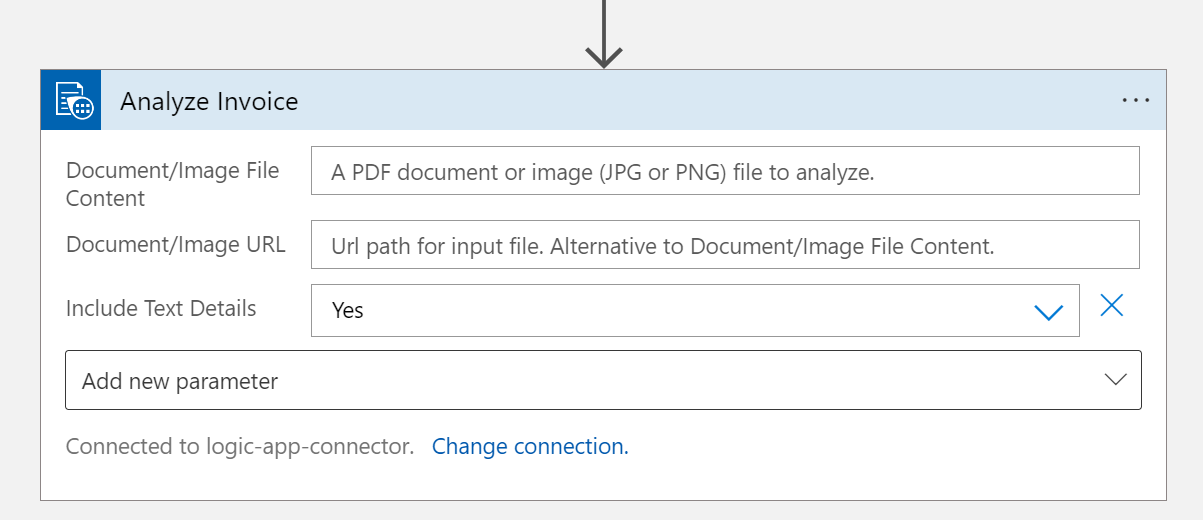 Analyze Invoice
Document/Image File
Content
A PDF document or image (JPG or PNG) file to analyze.
Document/Image URL
Url path for input file. Alternative to Document/Image File Content.
Include Text Details
Yes
Add new parameter
Connected to logic-app-connector. Change connection.